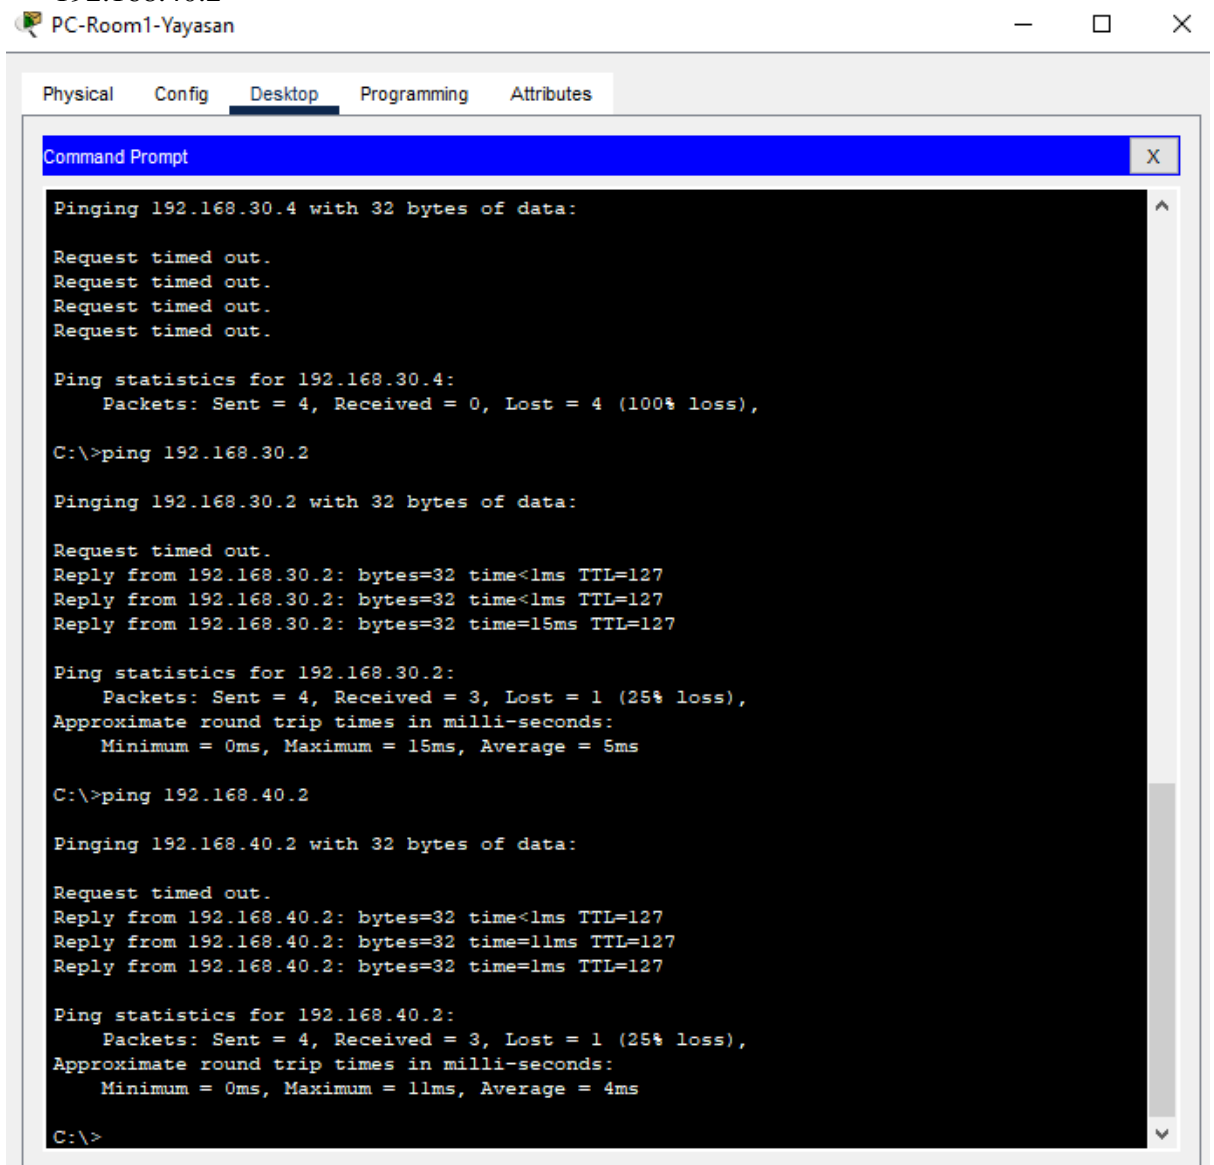 192.168.40.2
PC-Room1-Yayasan
Physical Config Desktop Programming Attributes
Command Prompt X
Pinging 192.168.30.4 with 32 bytes of data:
Request timed out.
Request timed out.
Request timed out.
Request timed out.
Ping statistics for 192.168.30.4:
Packets: Sent = 4, Received = 0, Lost = 4 (100% loss),
C:\>ping 192.168.30.2
Pinging 192.168.30.2 with 32 bytes of data:
Request timed out.
Reply from 192.168.30.2: bytes=32 time<1ms TTL=127
Reply from 192.168.30.2: bytes=32 time<1ms TTL=127
Reply from 192.168.30.2: bytes=32 time=15ms TTL=127
Ping statistics for 192.168.30.2:
Packets: Sent = 4, Received = 3, Lost = 1 (25% loss),
Approximate round trip times in milli-seconds:
Minimum = 0ms, Maximum = 15ms, Average = 5ms
C:\>ping 192.168.40.2
Pinging 192.168.40.2 with 32 bytes of data:
Request timed out.
Reply from 192.168.40.2: bytes=32 time<1ms TTL=127
Reply from 192.168.40.2: bytes=32 time=11ms TTL=127
Reply from 192.168.40.2: bytes=32 time=1ms TTL=127
Ping statistics for 192.168.40.2:
Packets: Sent = 4, Received = 3, Lost = 1 (25% loss),
Approximate round trip times in milli-seconds:
Minimum = 0ms, Maximum = 11ms, Average = 4ms
C:\>